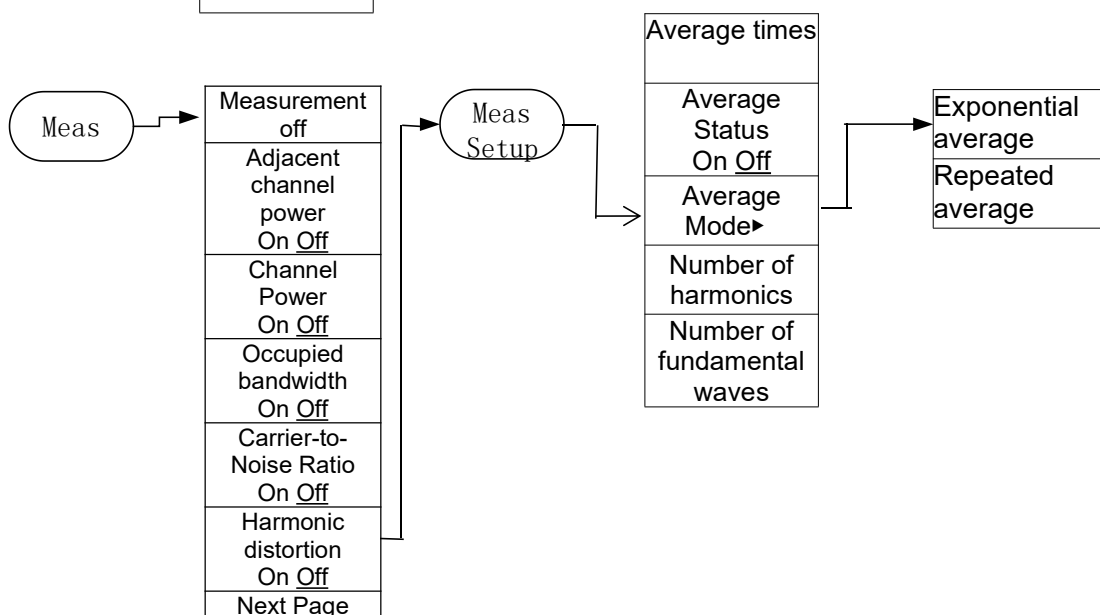 Meas
Measurement
off
Adjacent
channel
power
On Off
Channel
Power
On Off
Occupied
bandwidth
On Off
Carrier-to-
Noise Ratio
On Off
Harmonic
distortion
On Off
Next Page
Meas
Setup
Average times
Average
Status
On Off
Average
Mode▶
Number of
harmonics
Number of
fundamental
waves
Exponential
average
Repeated
average